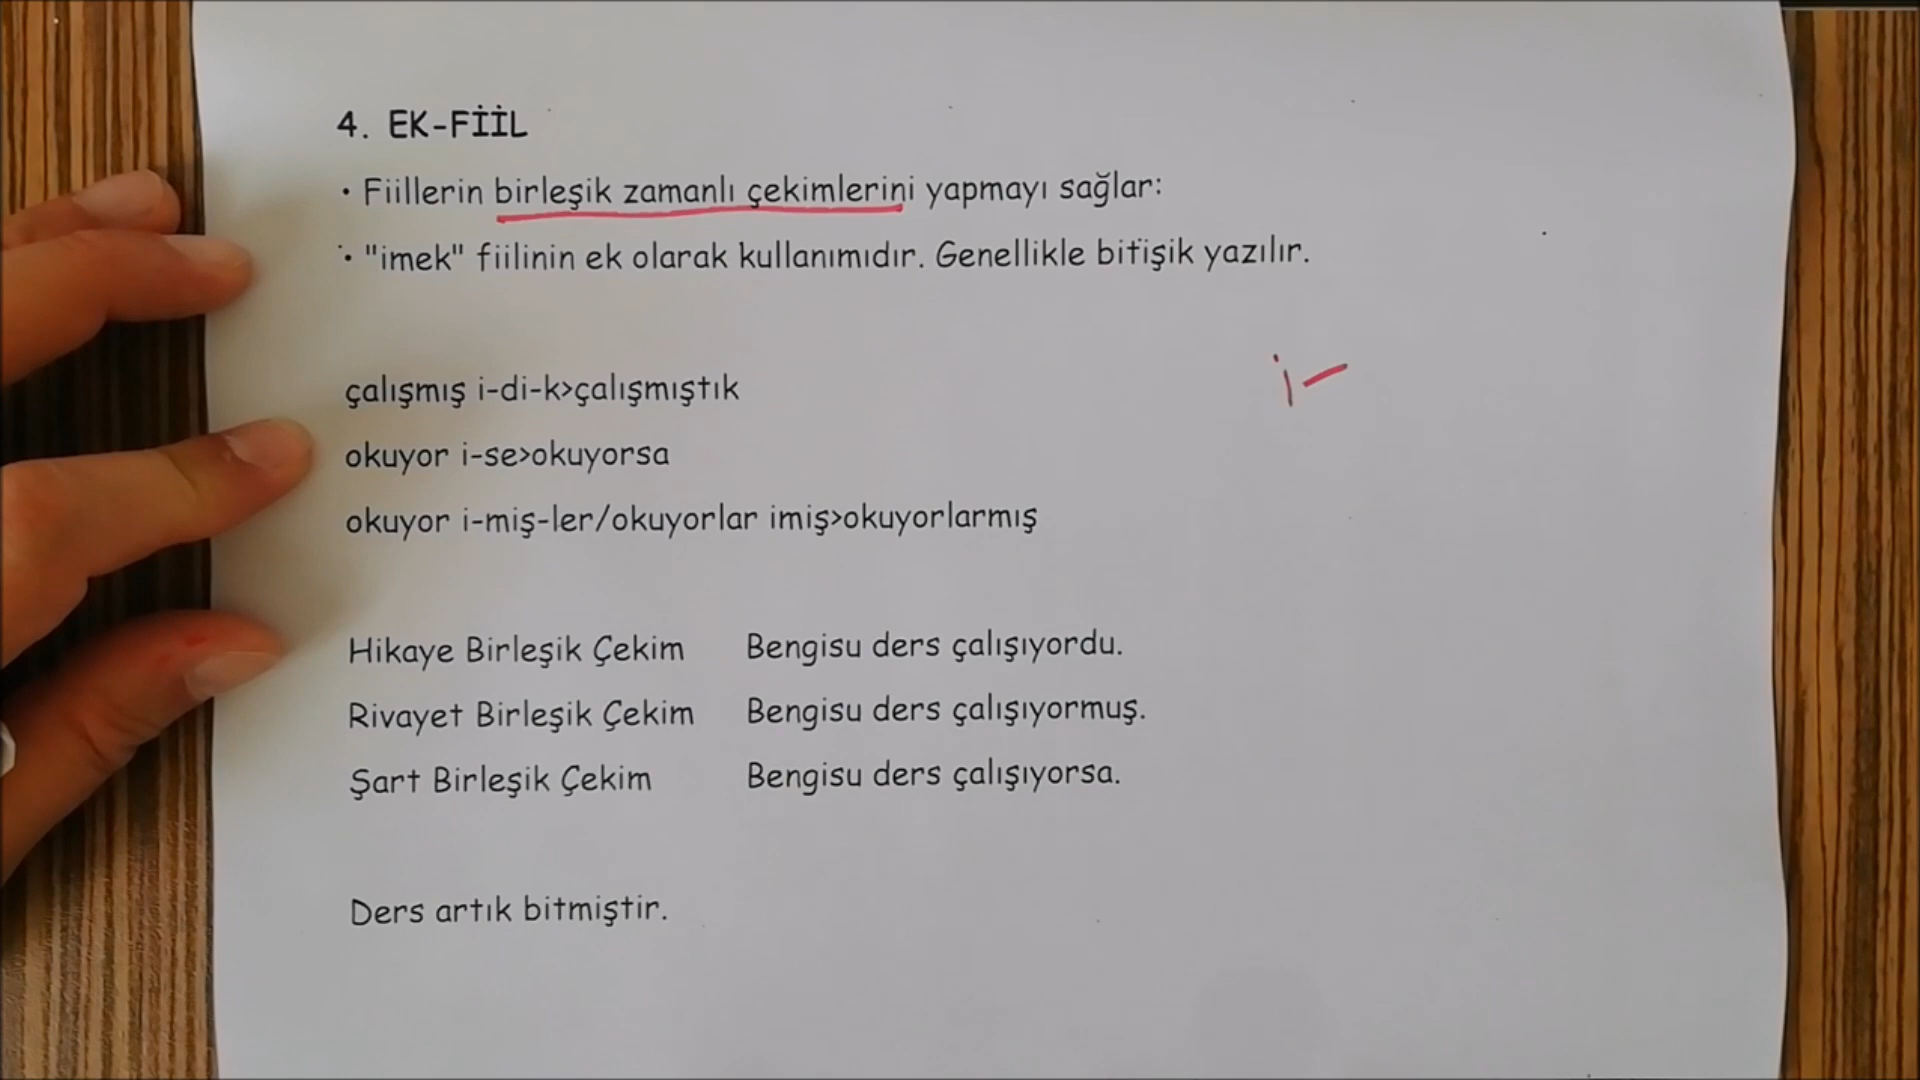 4. EK-FİİL
• Fiillerin birleşik zamanlı çekimlerini yapmayı sağlar:
• "imek" fiilinin ek olarak kullanımıdır. Genellikle bitişik yazılır.
i-
çalışmış i-di-k>çalışmıştık
okuyor i-se>okuyorsa
okuyor i-miş-ler/okuyorlar imiş>okuyorlarmış
Hikaye Birleşik Çekim Bengisu ders çalışıyordu.
Rivayet Birleşik Çekim Bengisu ders çalışıyormuş.
Şart Birleşik Çekim Bengisu ders çalışıyorsa.
Ders artık bitmiştir.